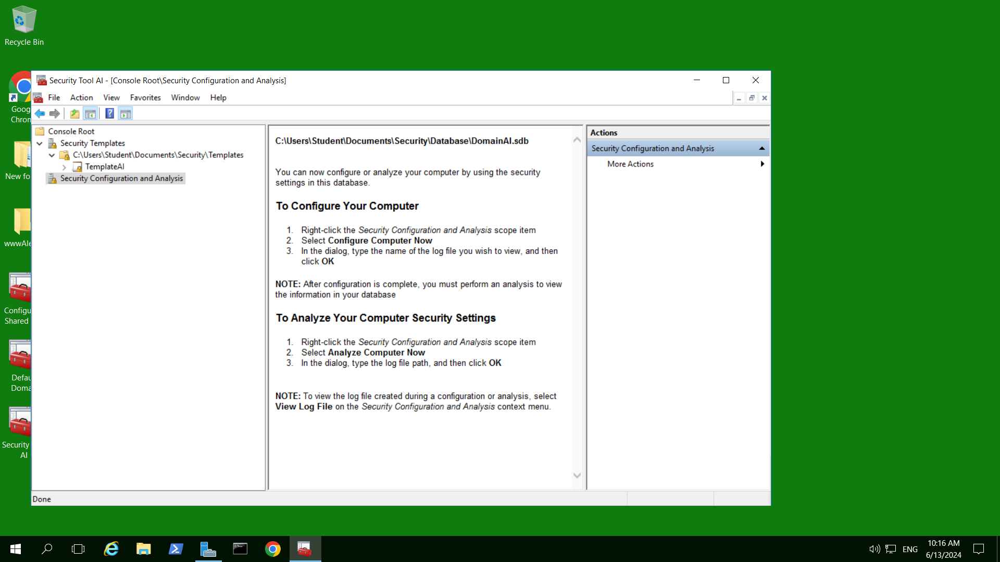 Recycle Bin
Goog
Chron
New fo
wwwAle
Configu
Shared
Defau
Doma
Security
AI
Security Tool AI - [Console Root\Security Configuration and Analysis]
File Action View Favorites Window Help
Console Root
Security Templates
C:\Users\Student\Documents\Security\Templates
TemplateAI
Security Configuration and Analysis
C:\Users\Student\Documents\Security\Database\DomainAI.sdb
You can now configure or analyze your computer by using the security
settings in this database.
To Configure Your Computer
1. Right-click the Security Configuration and Analysis scope item
2. Select Configure Computer Now
3. In the dialog, type the name of the log file you wish to view, and then
click OK
NOTE: After configuration is complete, you must perform an analysis to view
the information in your database
To Analyze Your Computer Security Settings
1. Right-click the Security Configuration and Analysis scope item
2. Select Analyze Computer Now
3. In the dialog, type the log file path, and then click OK
NOTE: To view the log file created during a configuration or analysis, select
View Log File on the Security Configuration and Analysis context menu.
Actions
Security Configuration and Analysis
More Actions
Done
ENG
10:16 AM
6/13/2024